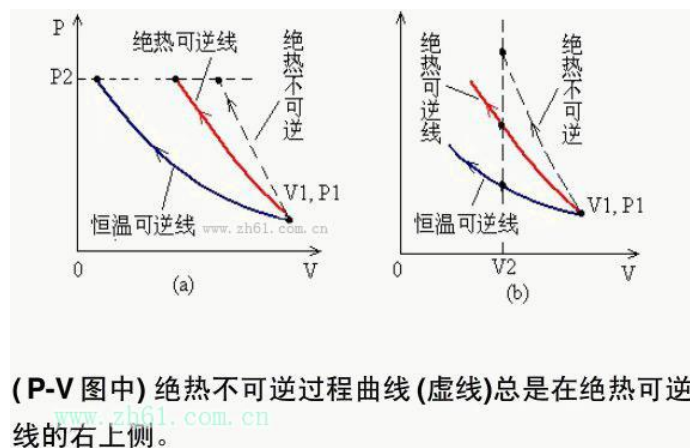 P
绝热可逆线
绝热不可逆
P2
V1, P1
恒温可逆线
www.zh61.com.cn
0
V
(a)
P
绝热可逆线
绝热不可逆
V1, P1
恒温可逆线
0
V2
V
(b)
(P-V 图中) 绝热不可逆过程曲线 (虚线)总是在绝热可逆
www.zh61.com.cn
线的右上侧。